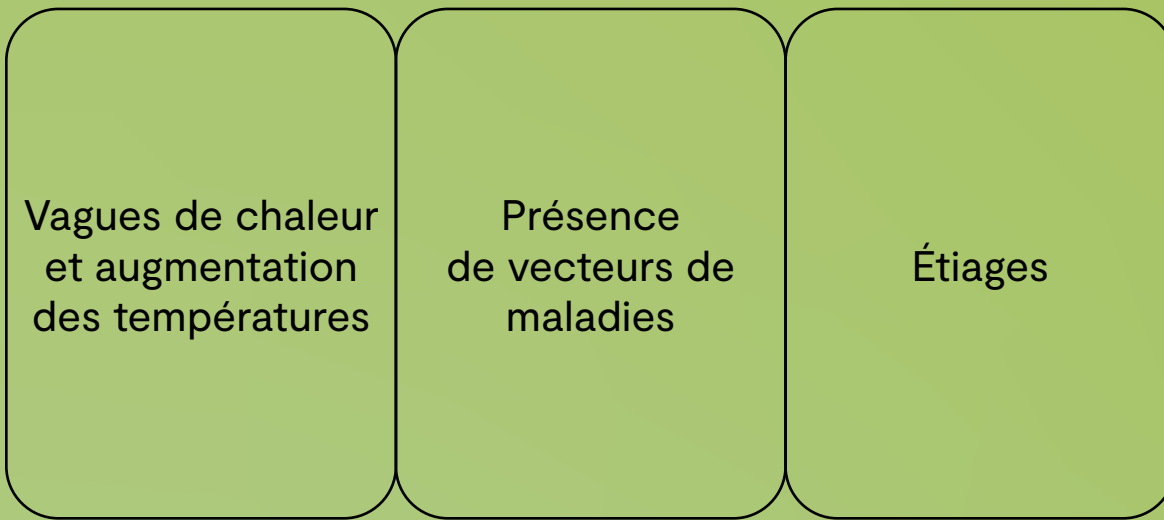 Vagues de chaleur
et augmentation
des températures
Présence
de vecteurs de
maladies
Étiages